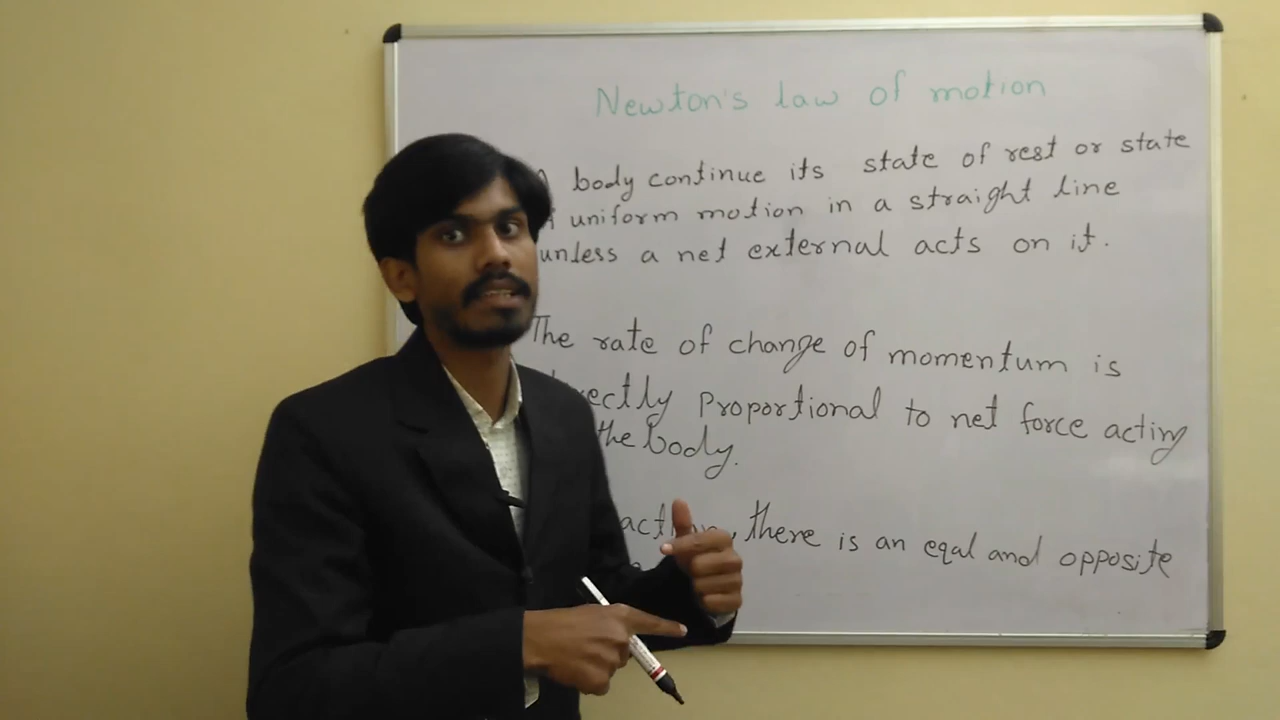 Newton's law of motion
body continue its state of rest or state
uniform motion in a straight line
unless a net external acts on it.
The rate of change of momentum is
ectly proportional to net force acting
the body.
action, there is an eqal and opposite